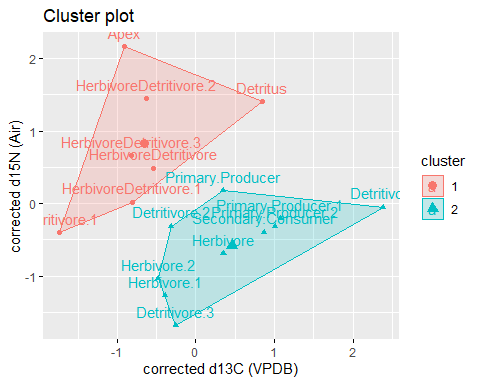 Cluster plot
Apex
HerbivoreDetritivore.2
Detritus
HerbivoreDetritivore.3
HerbivoreDetritivore
Primary.Producer
HerbivoreDetritivore.1
Detritivo
ritivore.1
Detritivore.2
Primary.Producer.1
Primary.Producer.2
Secondary.Consumer
Herbivore
Herbivore.2
Herbivore.1
Detritivore.3
2
1
0
-1
-1
0
1
2
corrected d13C (VPDB)
corrected d15N (Air)
cluster
1
2